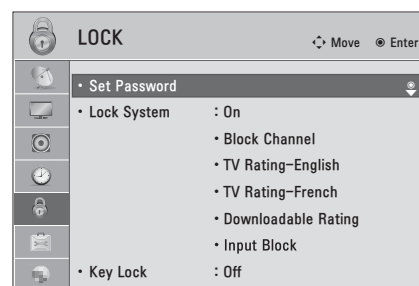 LOCK
Move Enter
• Set Password
• Lock System : On
• Block Channel
• TV Rating-English
• TV Rating-French
• Downloadable Rating
• Input Block
• Key Lock : Off